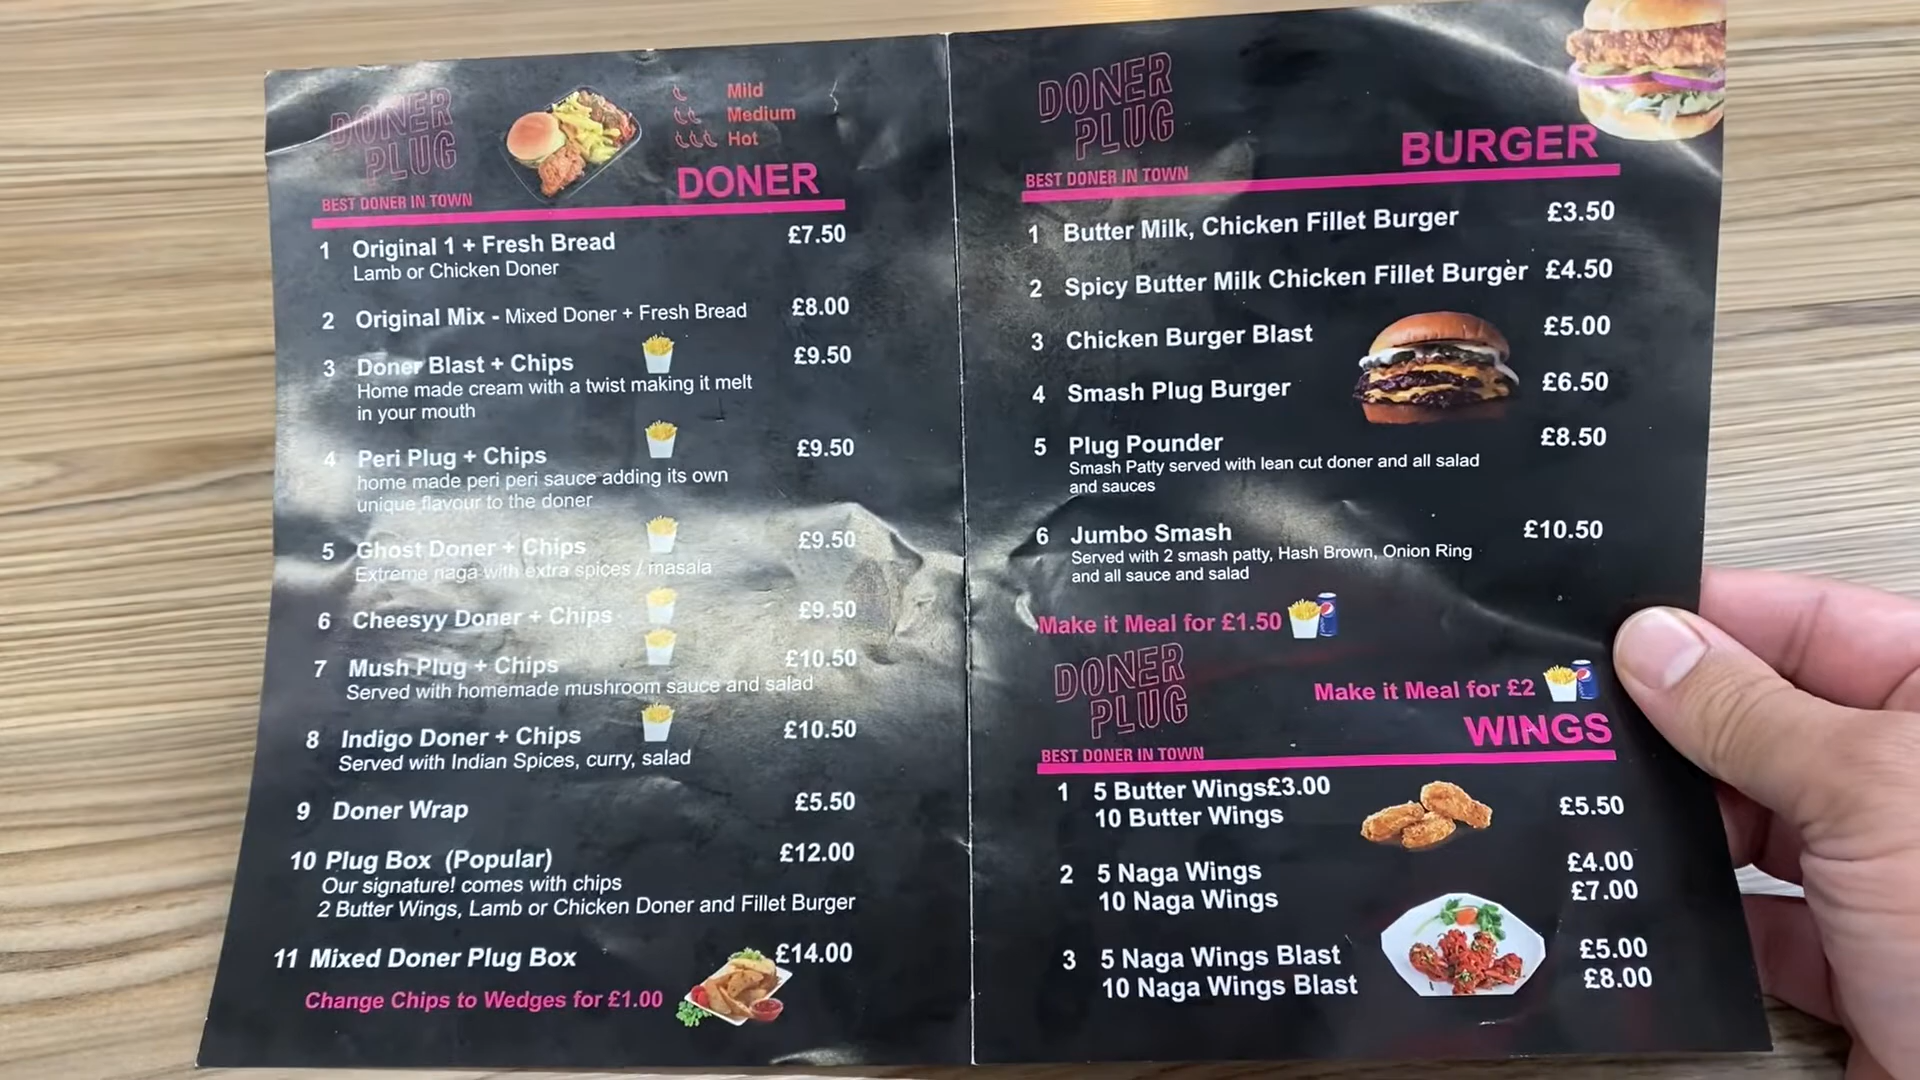 DONER
PLUG
BEST DONER IN TOWN
Mild
Medium
Hot
DONER
1 Original 1 + Fresh Bread £7.50
Lamb or Chicken Doner
2 Original Mix - Mixed Doner + Fresh Bread £8.00
3 Doner Blast + Chips £9.50
Home made cream with a twist making it melt
in your mouth
4 Peri Plug + Chips £9.50
home made peri peri sauce adding its own
unique flavour to the doner
5 Ghost Doner + Chips £9.50
Extreme naga with extra spices / masala
6 Cheesyy Doner + Chips £9.50
7 Mush Plug + Chips £10.50
Served with homemade mushroom sauce and salad
8 Indigo Doner + Chips £10.50
Served with Indian Spices, curry, salad
9 Doner Wrap £5.50
10 Plug Box (Popular) £12.00
Our signature! comes with chips
2 Butter Wings, Lamb or Chicken Doner and Fillet Burger
11 Mixed Doner Plug Box £14.00
Change Chips to Wedges for £1.00
DONER
PLUG
BEST DONER IN TOWN
BURGER
1 Butter Milk, Chicken Fillet Burger £3.50
2 Spicy Butter Milk Chicken Fillet Burger £4.50
3 Chicken Burger Blast £5.00
4 Smash Plug Burger £6.50
5 Plug Pounder £8.50
Smash Patty served with lean cut doner and all salad
and sauces
6 Jumbo Smash £10.50
Served with 2 smash patty, Hash Brown, Onion Ring
and all sauce and salad
Make it Meal for £1.50
DONER
PLUG
BEST DONER IN TOWN
Make it Meal for £2
WINGS
1 5 Butter Wings£3.00
10 Butter Wings £5.50
2 5 Naga Wings £4.00
10 Naga Wings £7.00
3 5 Naga Wings Blast £5.00
10 Naga Wings Blast £8.00